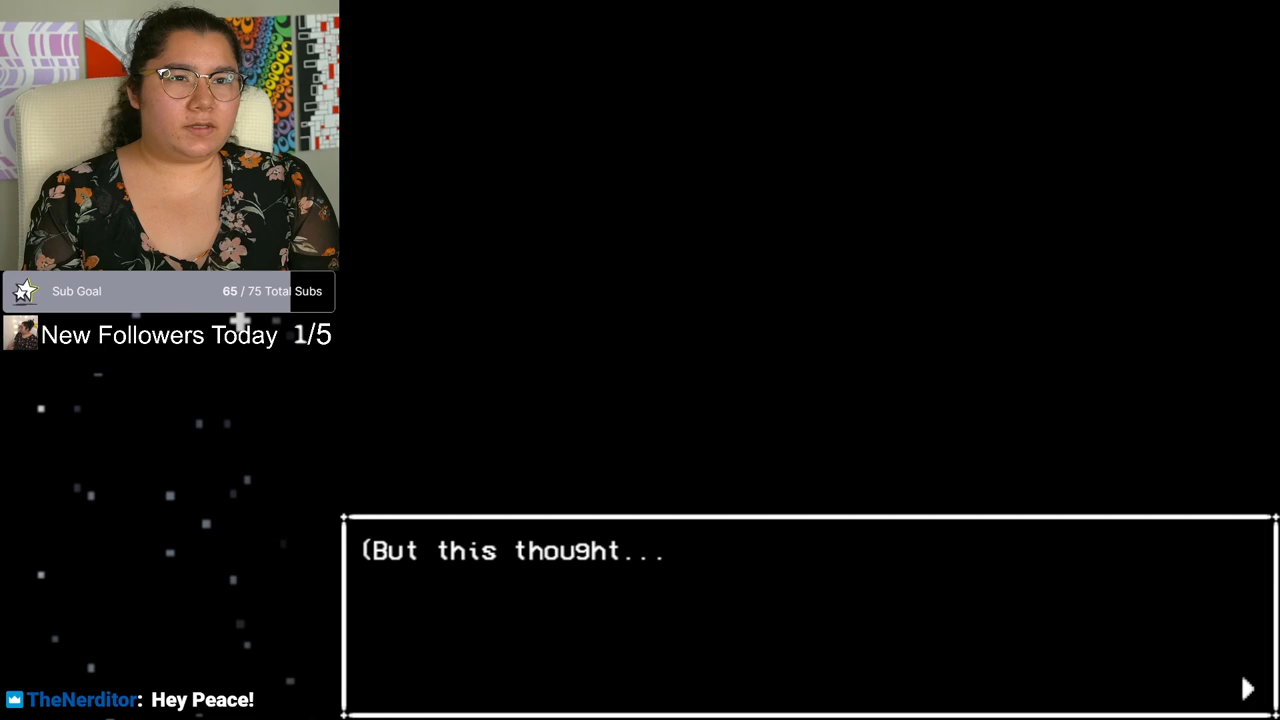 Sub Goal
65 / 75 Total Subs
New Followers Today 1/5
(But this thought...
TheNerditor: Hey Peace!